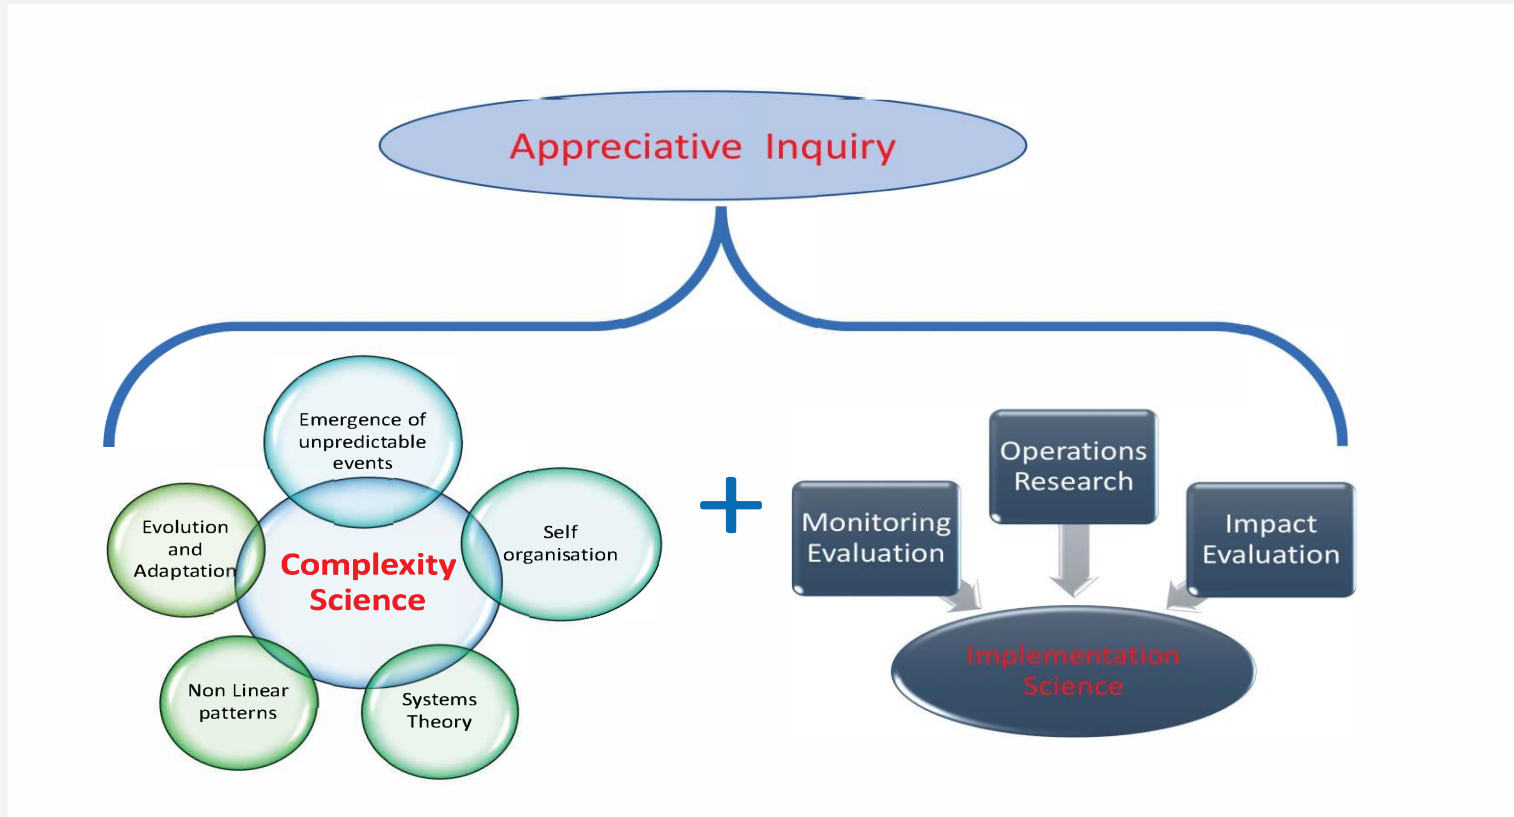 Appreciative Inquiry
Emergence of
unpredictable
events
Evolution
and
Adaptation
Self
organisation
Complexity
Science
Non Linear
patterns
Systems
Theory
+
Operations
Research
Monitoring
Evaluation
Impact
Evaluation
Implementation
Science